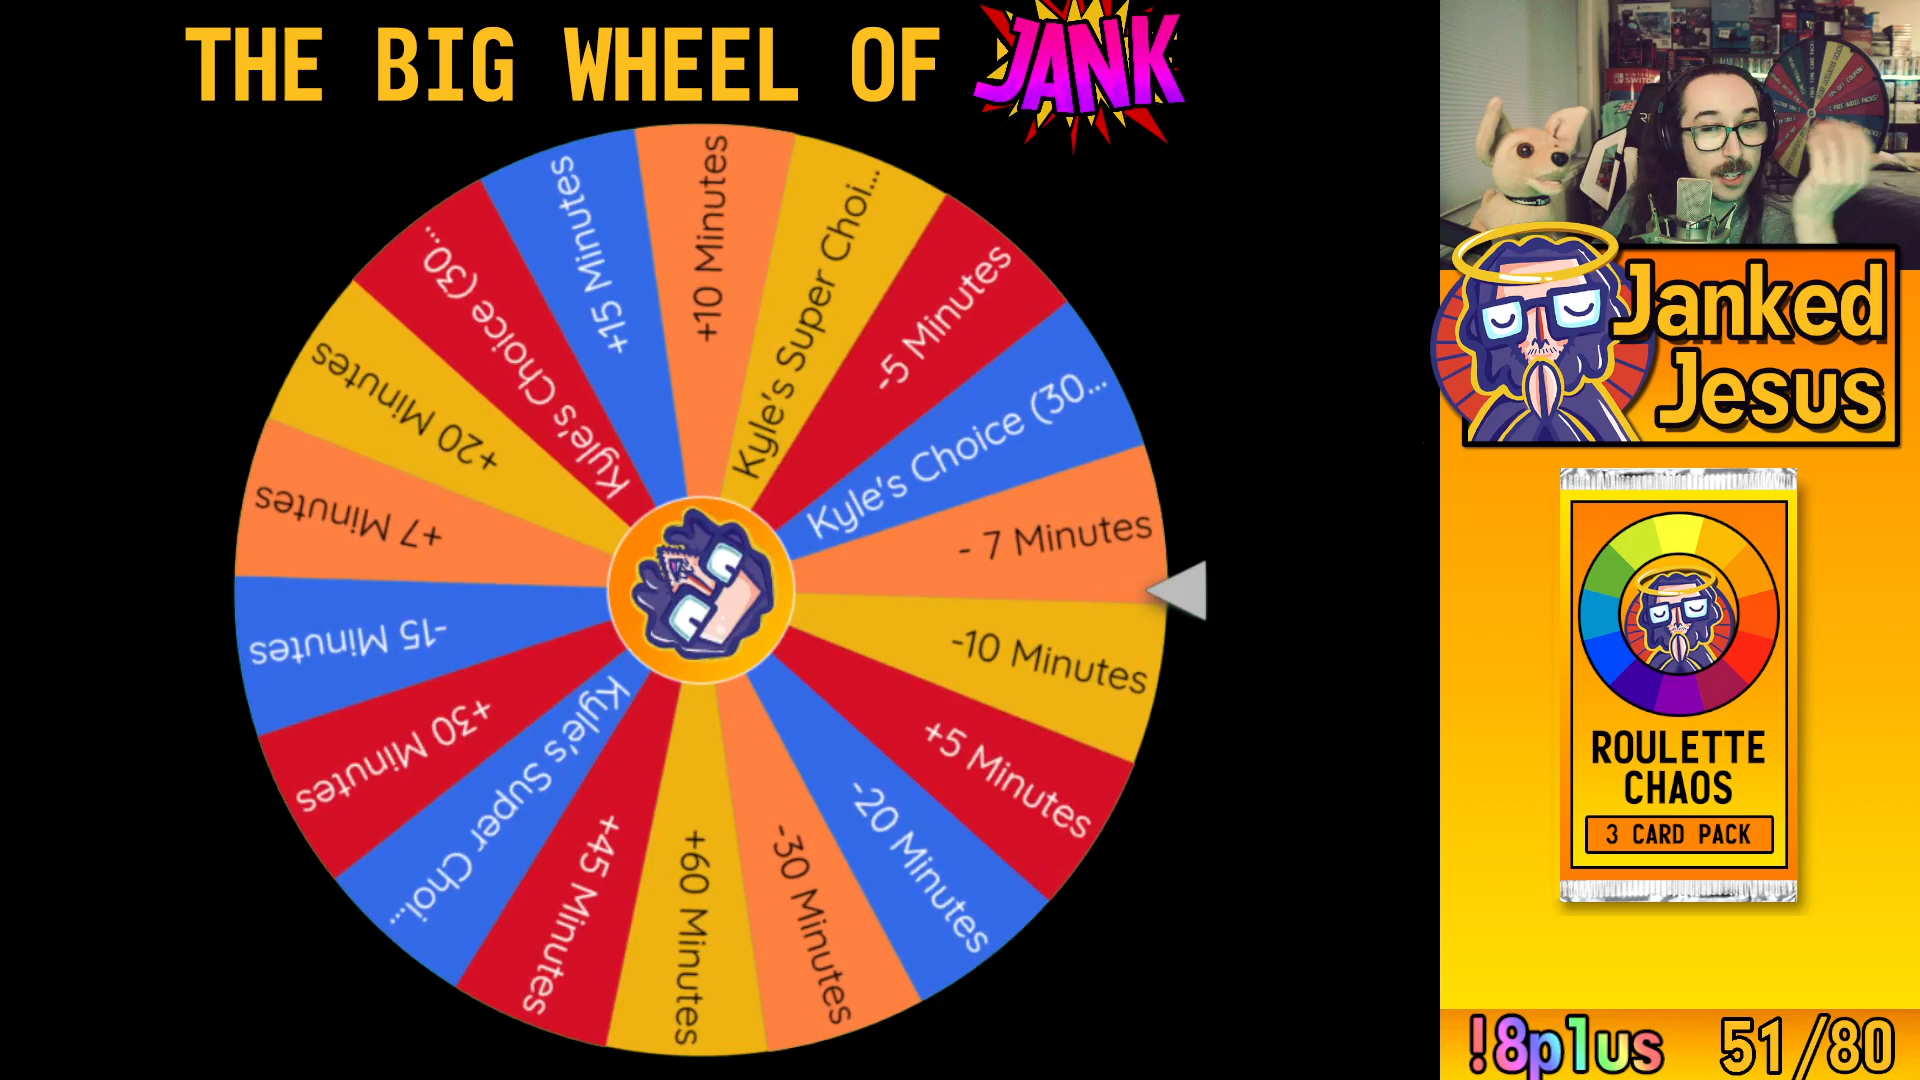 THE BIG WHEEL OF JANK
+10 Minutes
Kyle's Super Choi...
-5 Minutes
Kyle's Choice (30...
- 7 Minutes
-10 Minutes
+5 Minutes
-20 Minutes
-30 Minutes
+60 Minutes
+45 Minutes
Kyle's Super Choi...
+30 Minutes
-15 Minutes
+7 Minutes
+20 Minutes
Kyle's Choice (30...
+15 Minutes
Janked
Jesus
ROULETTE
CHAOS
3 CARD PACK
!8p1us 51/80